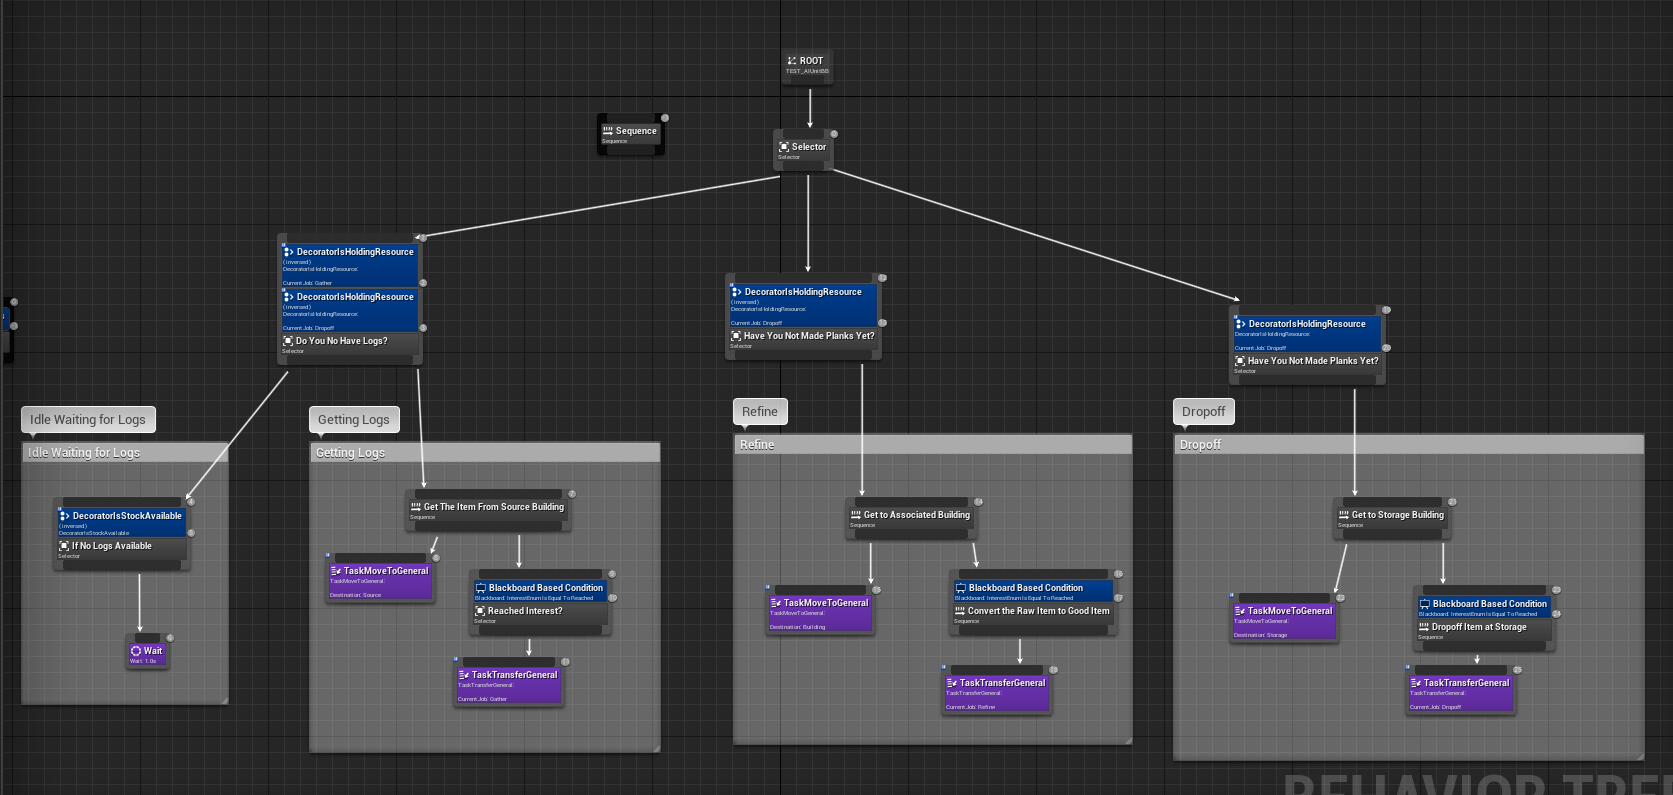 ROOT
TEST_AIUnitBB
Sequence
Sequence
Selector
Selector
DecoratorIsHoldingResource
(inversed)
DecoratorIsHoldingResource:
Current Job: Gather
DecoratorIsHoldingResource
(inversed)
DecoratorIsHoldingResource:
Current Job: Dropoff
Do You No Have Logs?
Selector
DecoratorIsHoldingResource
(inversed)
DecoratorIsHoldingResource:
Current Job: Dropoff
Have You Not Made Planks Yet?
Selector
DecoratorIsHoldingResource
DecoratorIsHoldingResource:
Current Job: Dropoff
Have You Not Made Planks Yet?
Selector
Idle Waiting for Logs
Idle Waiting for Logs
DecoratorIsStockAvailable
(inversed)
DecoratorIsStockAvailable
If No Logs Available
Selector
Wait
Wait: 1.0s
Getting Logs
Getting Logs
Get The Item From Source Building
Sequence
TaskMoveToGeneral
TaskMoveToGeneral:
Destination: Source
Blackboard Based Condition
Blackboard: InterestEnum Is Equal To Reached
Reached Interest?
Selector
TaskTransferGeneral
TaskTransferGeneral:
Current Job: Gather
Refine
Refine
Get to Associated Building
Sequence
TaskMoveToGeneral
TaskMoveToGeneral:
Destination: Building
Blackboard Based Condition
Blackboard: InterestEnum Is Equal To Reached
Convert the Raw Item to Good Item
Sequence
TaskTransferGeneral
TaskTransferGeneral:
Current Job: Refine
Dropoff
Dropoff
Get to Storage Building
Sequence
TaskMoveToGeneral
TaskMoveToGeneral:
Destination: Storage
Blackboard Based Condition
Blackboard: InterestEnum Is Equal To Reached
Dropoff Item at Storage
Sequence
TaskTransferGeneral
TaskTransferGeneral:
Current Job: Dropoff
BEHAVIOR TREE